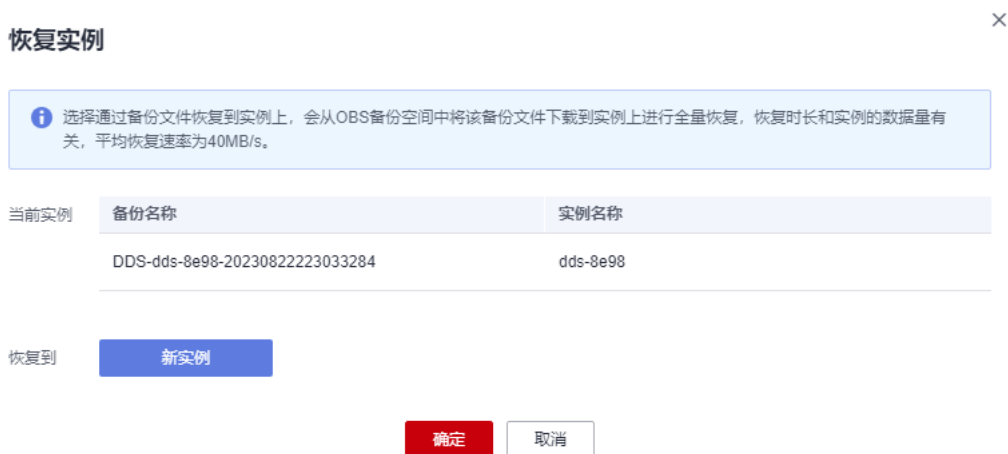 恢复实例
选择通过备份文件恢复到实例上，会从OBS备份空间中将该备份文件下载到实例上进行全量恢复，恢复时长和实例的数据量有
关，平均恢复速率为40MB/s。
当前实例 备份名称 实例名称
DDS-dds-8e98-20230822223033284 dds-8e98
恢复到 新实例
确定 取消